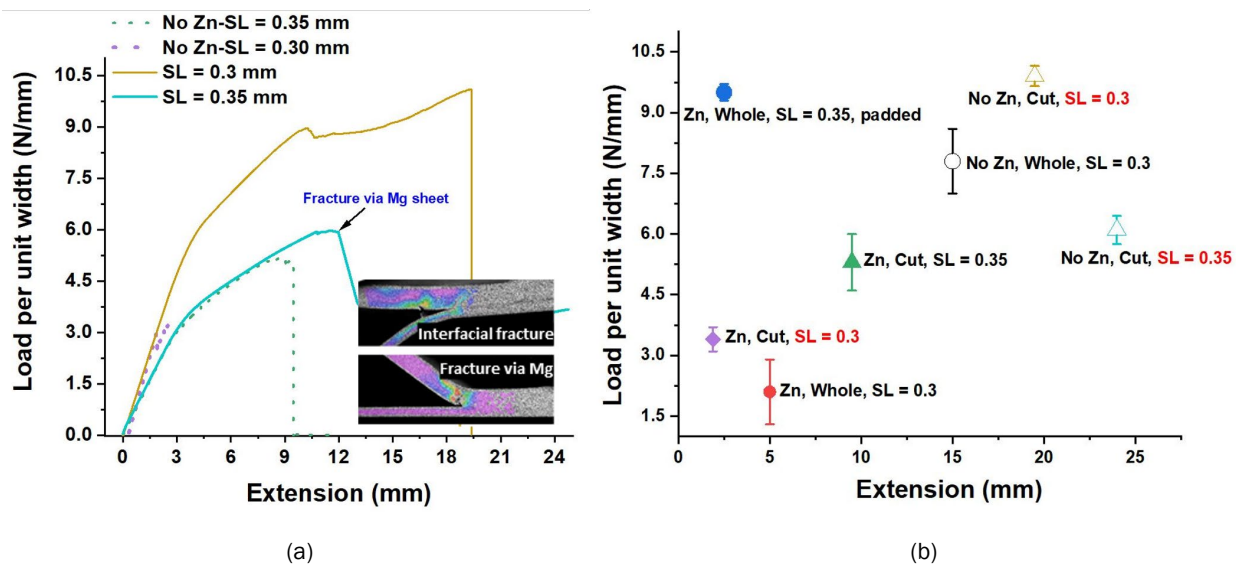 No Zn-SL = 0.35 mm
No Zn-SL = 0.30 mm
SL = 0.3 mm
SL = 0.35 mm
Load per unit width (N/mm)
10.5
9.0
7.5
6.0
4.5
3.0
1.5
0.0
Fracture via Mg sheet
Interfacial fracture
Fracture via Mg
0 3 6 9 12 15 18 21 24
Extension (mm)
(a)
Load per unit width (N/mm)
10.5
9.0
7.5
6.0
4.5
3.0
1.5
Zn, Whole, SL = 0.35, padded
No Zn, Cut, SL = 0.3
No Zn, Whole, SL = 0.3
Zn, Cut, SL = 0.35
No Zn, Cut, SL = 0.35
Zn, Cut, SL = 0.3
Zn, Whole, SL = 0.3
0 5 10 15 20 25
Extension (mm)
(b)